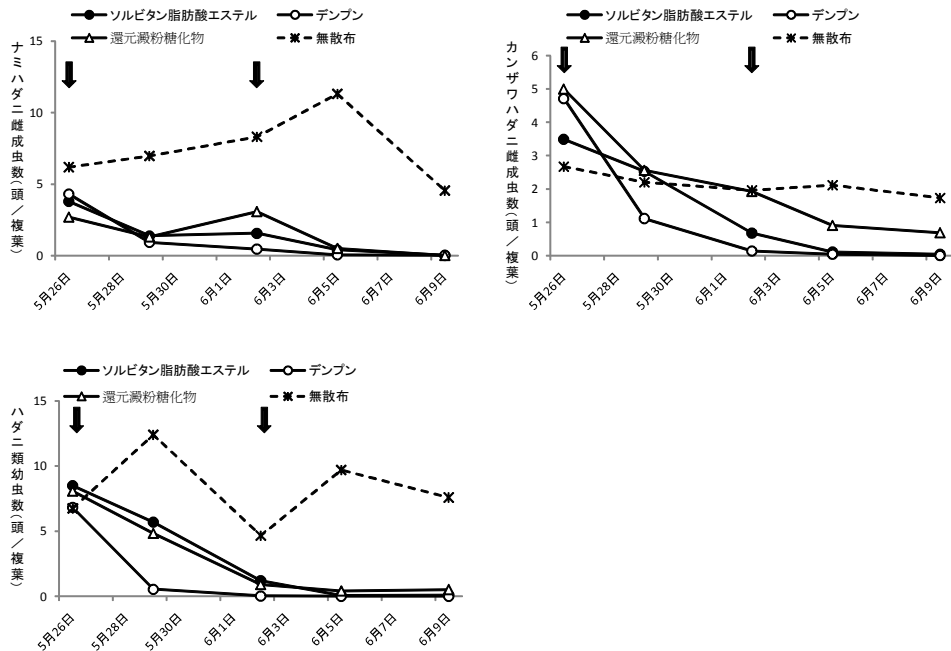 ソルビタン脂肪酸エステル デンプン
還元澱粉糖化物 無散布
ナミハダニ雌成虫数(頭/複葉)
15
10
5
0
5月26日 5月28日 5月30日 6月1日 6月3日 6月5日 6月7日 6月9日
ソルビタン脂肪酸エステル デンプン
還元澱粉糖化物 無散布
カンザワハダニ雌成虫数(頭/複葉)
6
5
4
3
2
1
0
5月26日 5月28日 5月30日 6月1日 6月3日 6月5日 6月7日 6月9日
ソルビタン脂肪酸エステル デンプン
還元澱粉糖化物 無散布
ハダニ類幼虫数(頭/複葉)
15
10
5
0
5月26日 5月28日 5月30日 6月1日 6月3日 6月5日 6月7日 6月9日